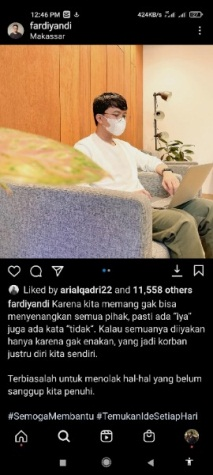 12:46 PM
424KB/s
fardiyandi
Makassar
Liked by arialqadri22 and 11,558 others
fardiyandi Karena kita memang gak bisa
menyenangkan semua pihak, pasti ada "iya"
juga ada kata "tidak". Kalau semuanya diiyakan
hanya karena gak enakan, yang jadi korban
justru diri kita sendiri.
Terbiasalah untuk menolak hal-hal yang belum
sanggup kita penuhi.
#SemogaMembantu #TemukanIdeSetiapHari